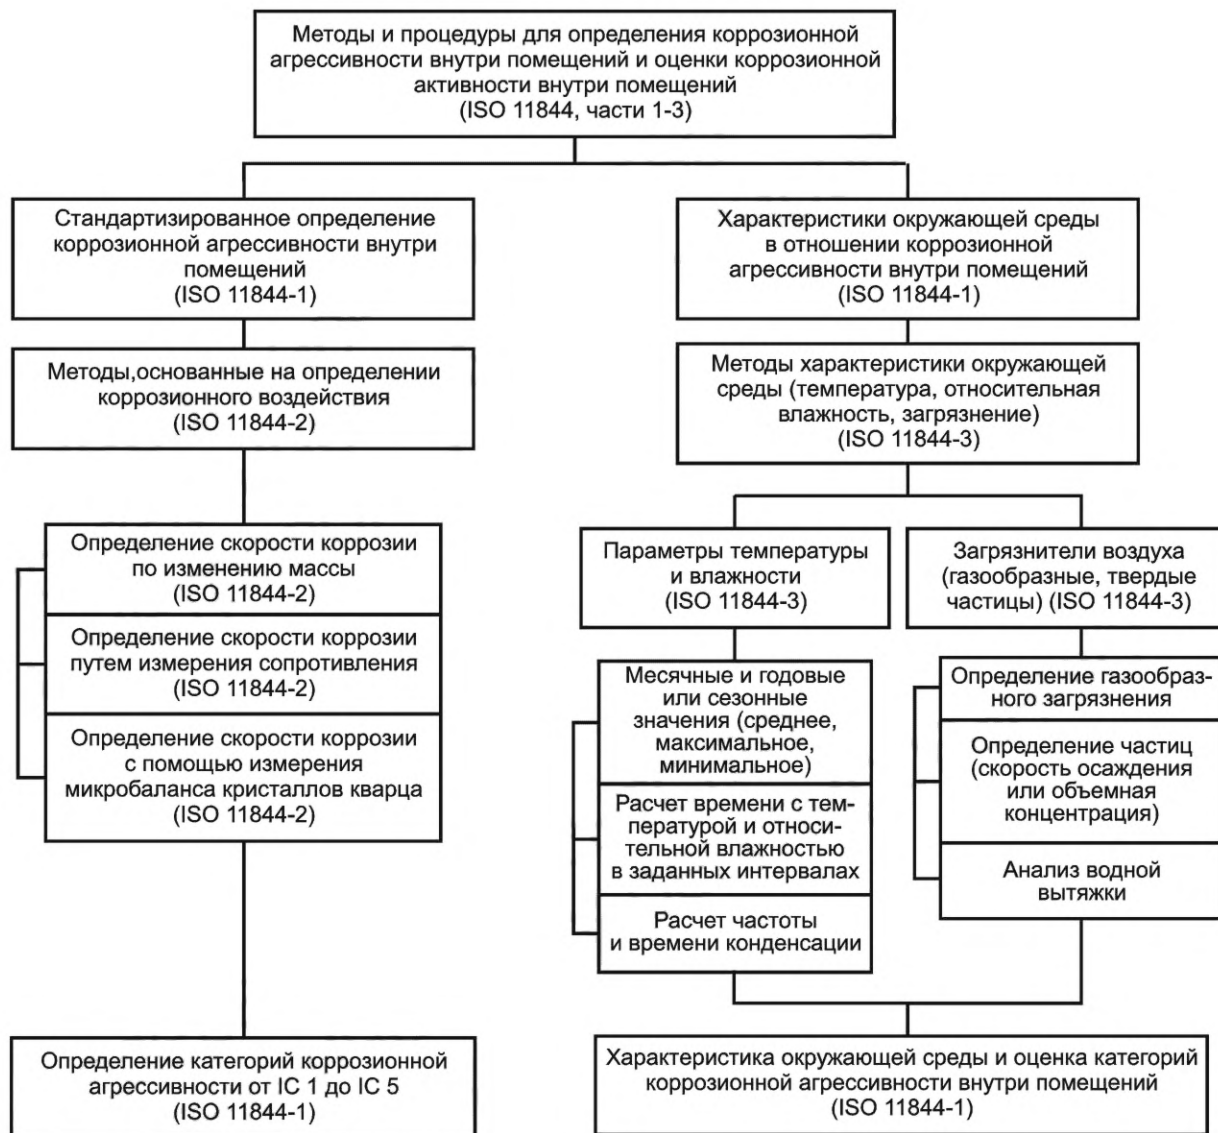 Методы и процедуры для определения коррозионной
агрессивности внутри помещений и оценки коррозионной
активности внутри помещений
(ISO 11844, части 1-3)
Стандартизированное определение
коррозионной агрессивности внутри
помещений
(ISO 11844-1)
Методы,основанные на определении
коррозионного воздействия
(ISO 11844-2)
Определение скорости коррозии
по изменению массы
(ISO 11844-2)
Определение скорости коррозии
путем измерения сопротивления
(ISO 11844-2)
Определение скорости коррозии
с помощью измерения
микробаланса кристаллов кварца
(ISO 11844-2)
Определение категорий коррозионной
агрессивности от IC 1 до IC 5
(ISO 11844-1)
Характеристики окружающей среды
в отношении коррозионной
агрессивности внутри помещений
(ISO 11844-1)
Методы характеристики окружающей
среды (температура, относительная
влажность, загрязнение)
(ISO 11844-3)
Параметры температуры
и влажности
(ISO 11844-3)
Месячные и годовые
или сезонные
значения (среднее,
максимальное,
минимальное)
Расчет времени с тем-
пературой и относи-
тельной влажностью
в заданных интервалах
Расчет частоты
и времени конденсации
Загрязнители воздуха
(газообразные, твердые
частицы) (ISO 11844-3)
Определение газообраз-
ного загрязнения
Определение частиц
(скорость осаждения
или объемная
концентрация)
Анализ водной
вытяжки
Характеристика окружающей среды и оценка категорий
коррозионной агрессивности внутри помещений
(ISO 11844-1)